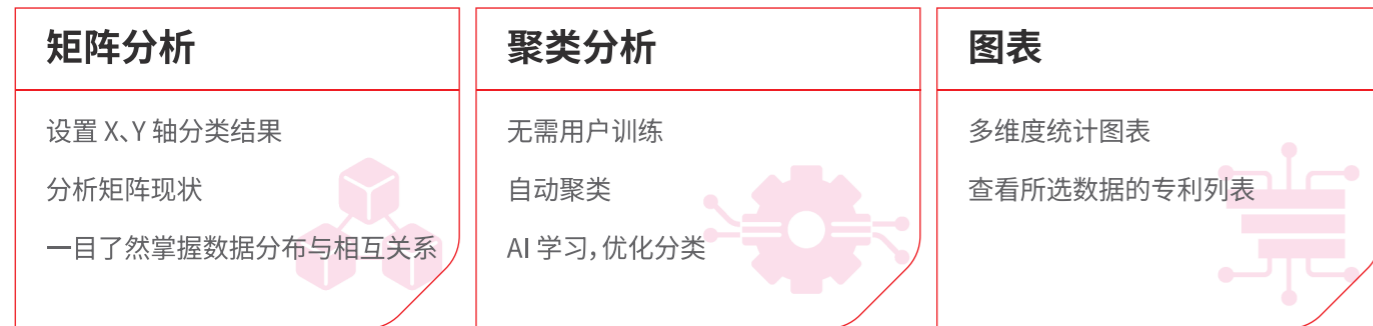 矩阵分析
设置 X、Y 轴分类结果
分析矩阵现状
一目了然掌握数据分布与相互关系
聚类分析
无需用户训练
自动聚类
AI 学习,优化分类
图表
多维度统计图表
查看所选数据的专利列表